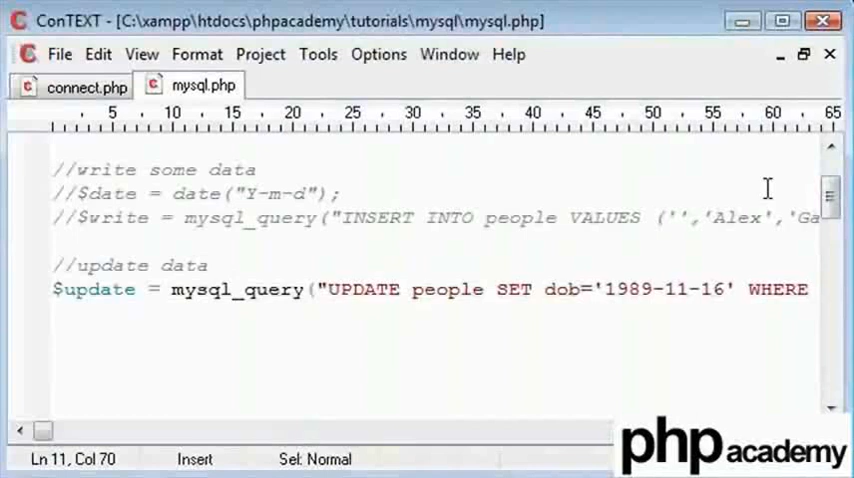 ConTEXT - [C:\xampp\htdocs\phpacademy\tutorials\mysql\mysql.php]
File Edit View Format Project Tools Options Window Help
connect.php mysql.php
5 10 15 20 25 30 35 40 45 50 55 60 65
//write some data
//$date = date("Y-m-d");
//$write = mysql_query("INSERT INTO people VALUES ('','Alex','Ga
//update data
$update = mysql_query("UPDATE people SET dob='1989-11-16' WHERE
Ln 11, Col 70 Insert Sel: Normal
php academy